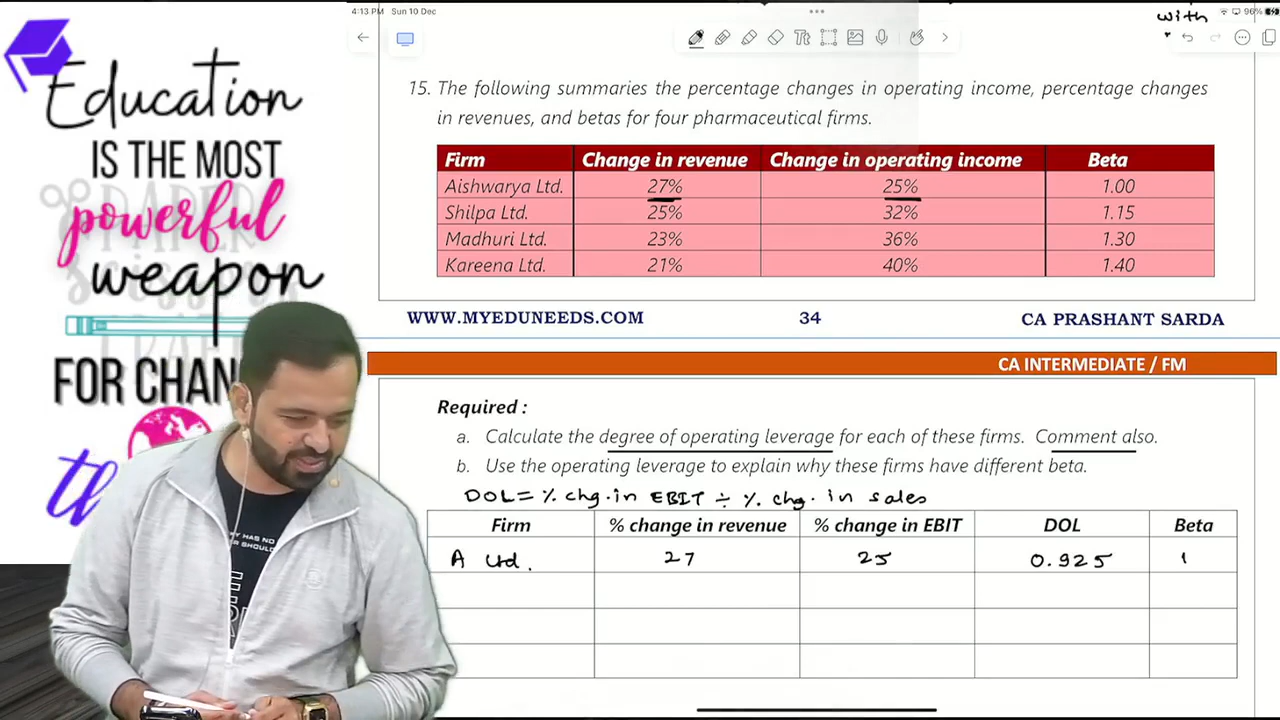 4:13 PM Sun 10 Dec
96%
with
Education
IS THE MOST
powerful
weapon
FOR CHAN
th
15. The following summaries the percentage changes in operating income, percentage changes
in revenues, and betas for four pharmaceutical firms.
Firm Change in revenue Change in operating income Beta
Aishwarya Ltd. 27% 25% 1.00
Shilpa Ltd. 25% 32% 1.15
Madhuri Ltd. 23% 36% 1.30
Kareena Ltd. 21% 40% 1.40
WWW.MYEDUNEEDS.COM 34 CA PRASHANT SARDA
CA INTERMEDIATE / FM
Required :
a. Calculate the degree of operating leverage for each of these firms. Comment also.
b. Use the operating leverage to explain why these firms have different beta.
DOL = % chg. in EBIT ÷ % chg. in sales
Firm % change in revenue % change in EBIT DOL Beta
A Ltd. 27 25 0.925 1